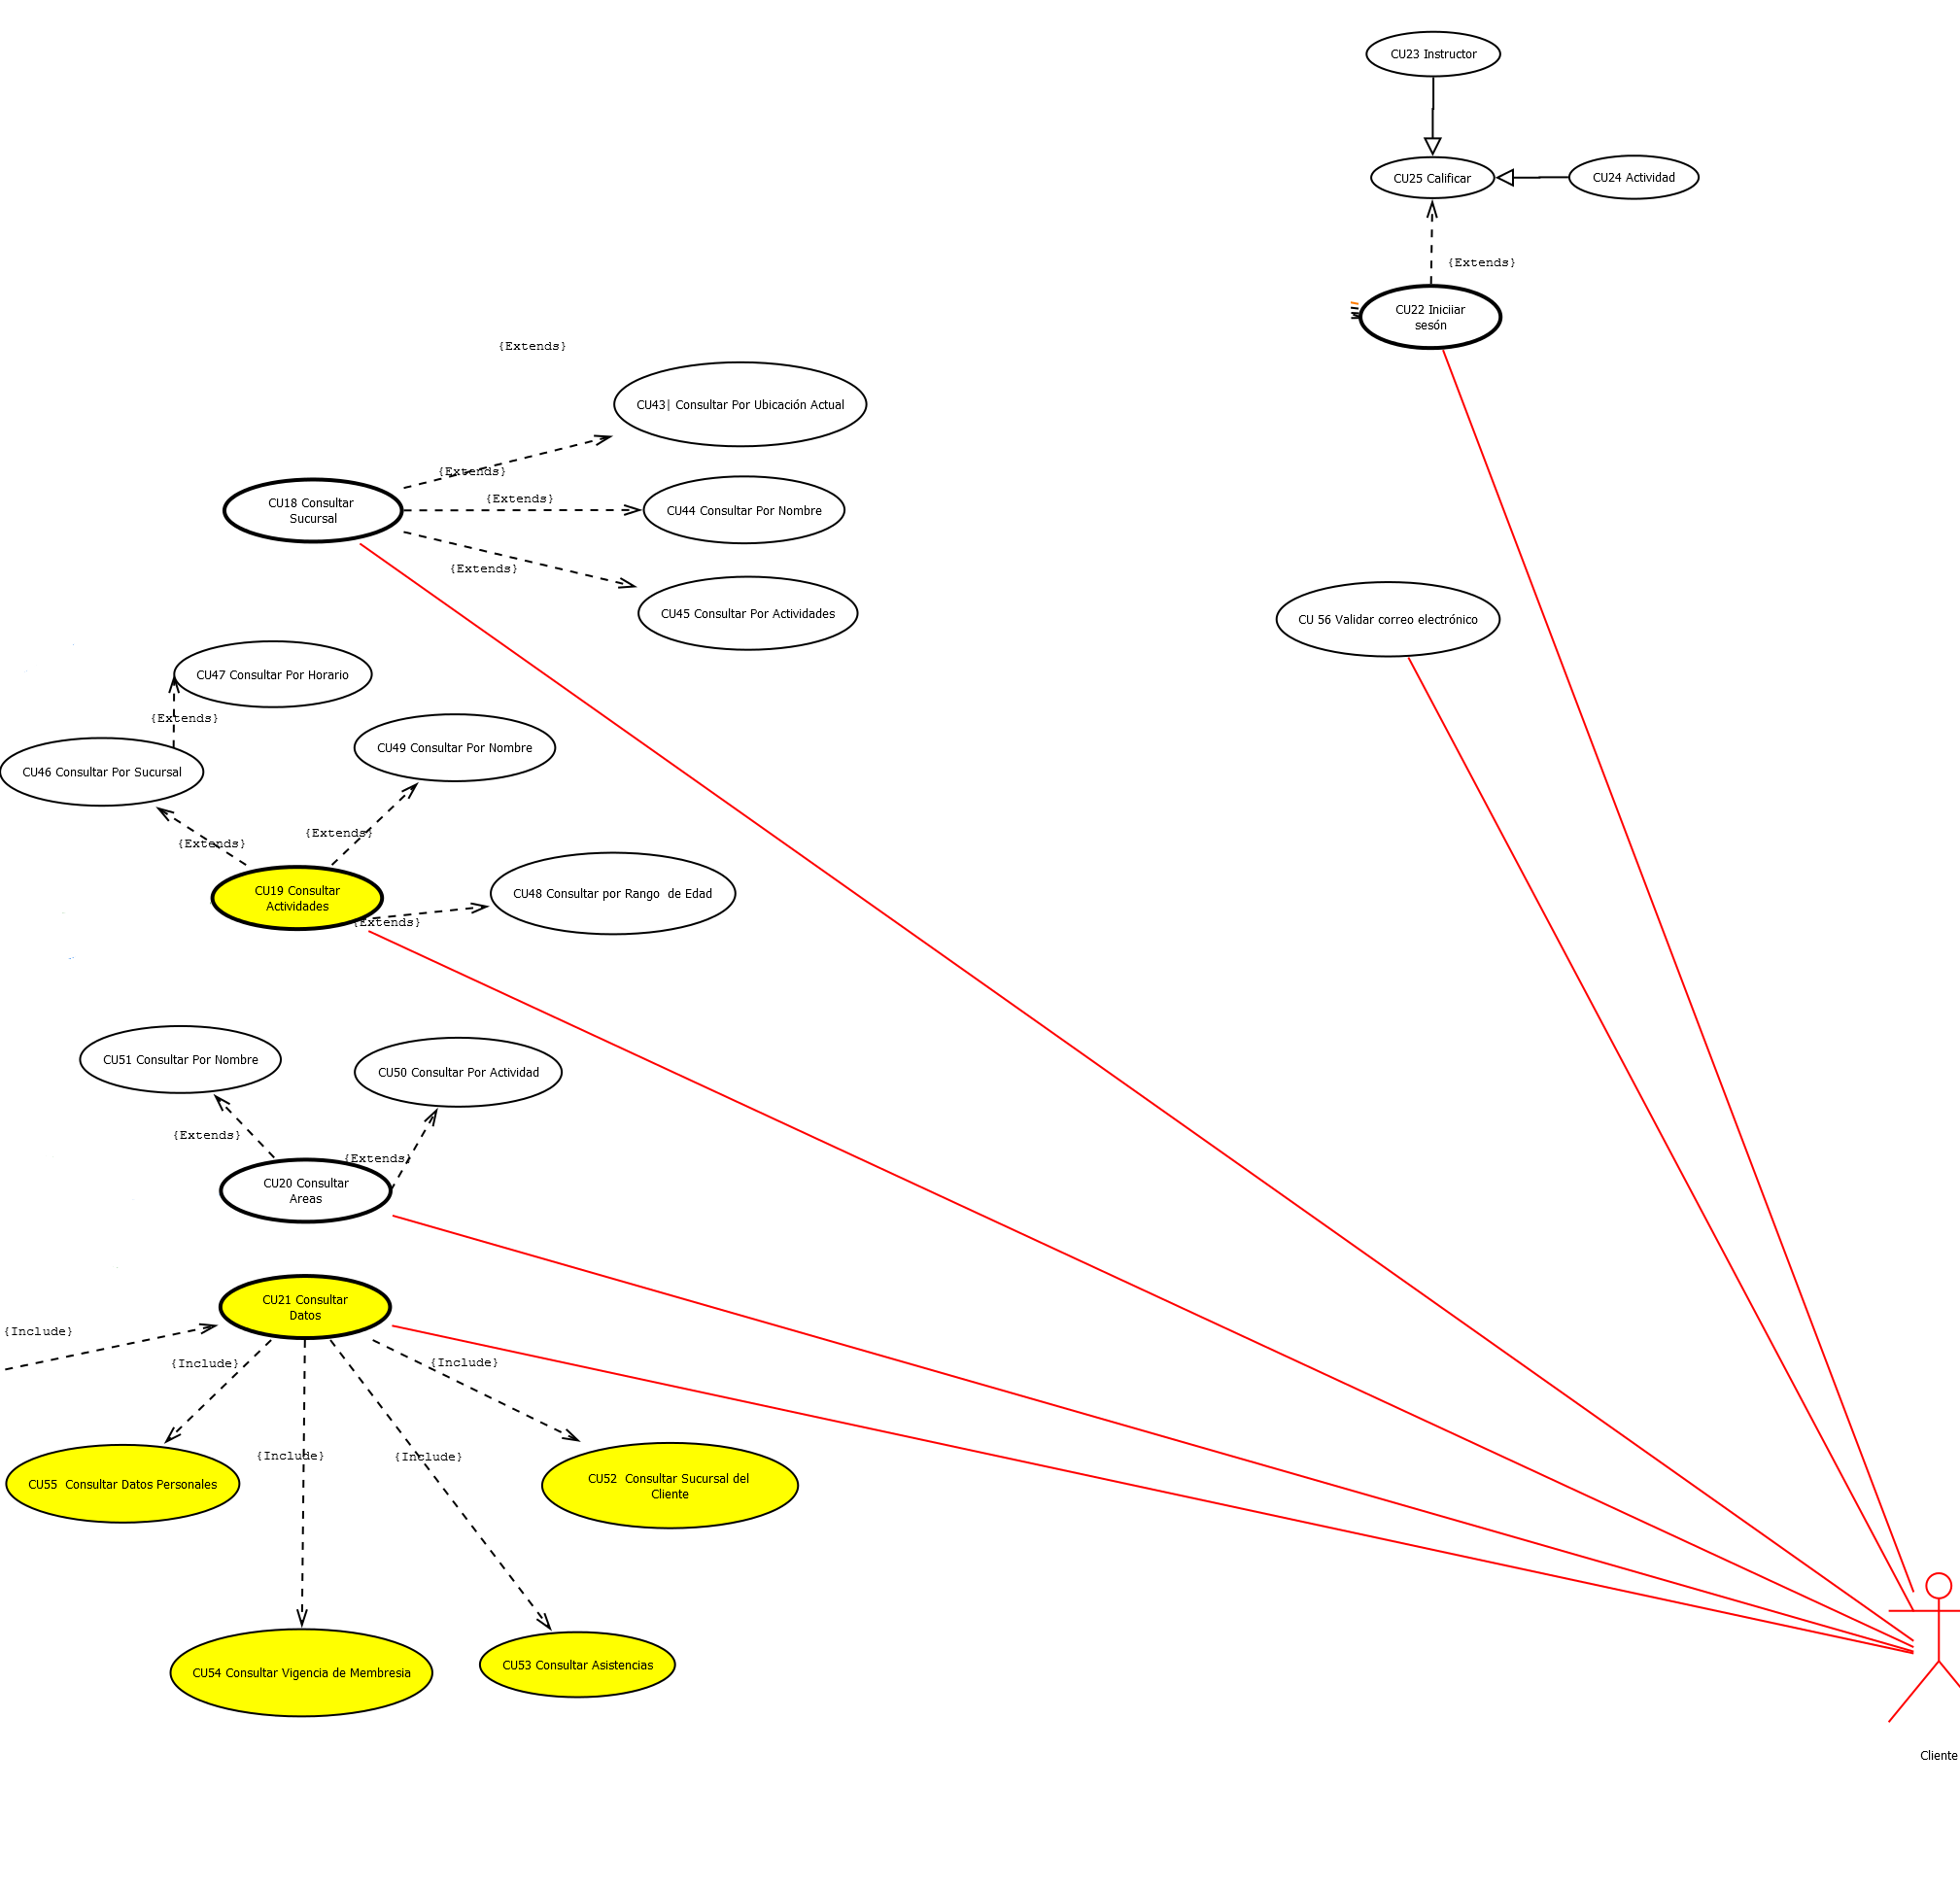 CU23 Instructor
CU25 Calificar
CU24 Actividad
{Extends}
CU22 Iniciiar
sesón
{Extends}
CU43| Consultar Por Ubicación Actual
{Extends}
{Extends}
CU18 Consultar
Sucursal
CU44 Consultar Por Nombre
{Extends}
CU45 Consultar Por Actividades
CU 56 Validar correo electrónico
CU47 Consultar Por Horario
{Extends}
CU49 Consultar Por Nombre
CU46 Consultar Por Sucursal
{Extends}
{Extends}
CU19 Consultar
Actividades
CU48 Consultar por Rango  de Edad
{Extends}
CU51 Consultar Por Nombre
CU50 Consultar Por Actividad
{Extends}
{Extends}
CU20 Consultar
Areas
CU21 Consultar
Datos
{Include}
{Include}
{Include}
{Include}
{Include}
CU55  Consultar Datos Personales
CU52  Consultar Sucursal del
Cliente
CU54 Consultar Vigencia de Membresia
CU53 Consultar Asistencias
Cliente